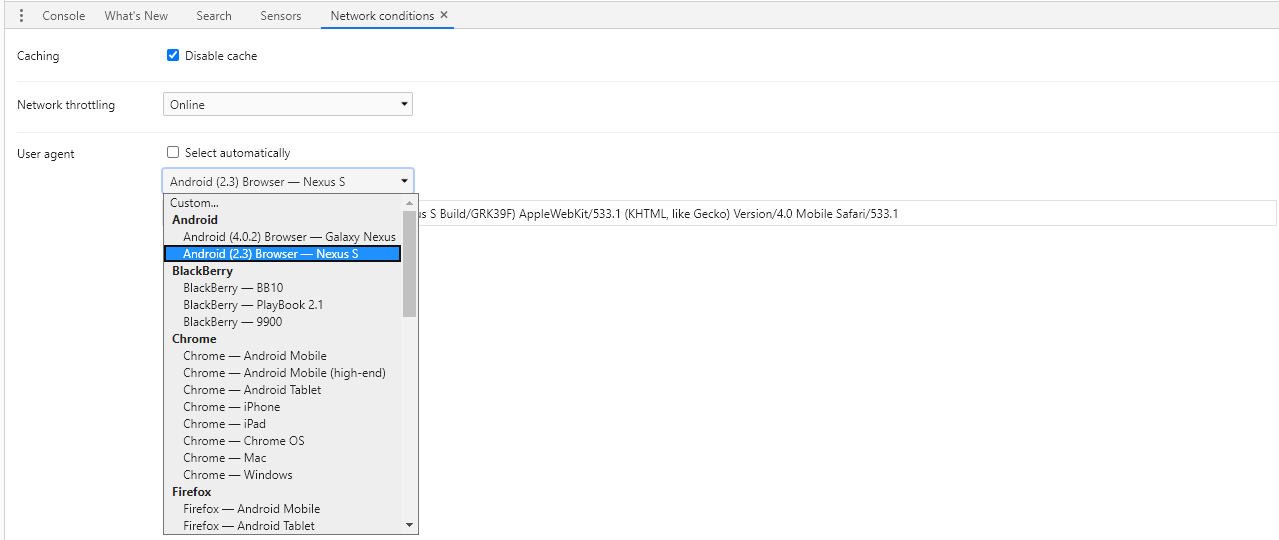 Console What's New Search Sensors Network conditions ×
Caching Disable cache
Network throttling Online
User agent Select automatically
Android (2.3) Browser — Nexus S
Custom...
Android
s S Build/GRK39F) AppleWebKit/533.1 (KHTML, like Gecko) Version/4.0 Mobile Safari/533.1
Android (4.0.2) Browser — Galaxy Nexus
Android (2.3) Browser — Nexus S
BlackBerry
BlackBerry — BB10
BlackBerry — PlayBook 2.1
BlackBerry — 9900
Chrome
Chrome — Android Mobile
Chrome — Android Mobile (high-end)
Chrome — Android Tablet
Chrome — iPhone
Chrome — iPad
Chrome — Chrome OS
Chrome — Mac
Chrome — Windows
Firefox
Firefox — Android Mobile
Firefox — Android Tablet